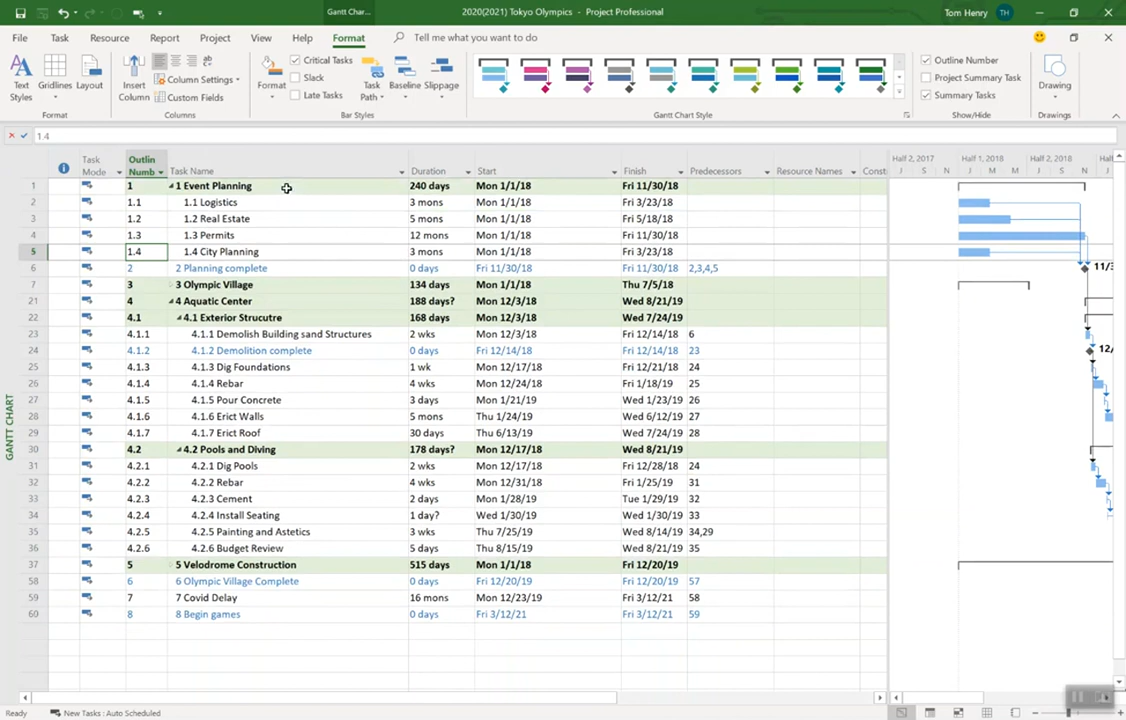 Gantt Char...
2020(2021) Tokyo Olympics - Project Professional
Tom Henry TH
File Task Resource Report Project View Help Format Tell me what you want to do
Text Styles Gridlines Layout
Format
Insert Column Column Settings Custom Fields
Columns
Format Critical Tasks Slack Late Tasks Task Path Baseline Slippage
Bar Styles
Gantt Chart Style
Outline Number Project Summary Task Summary Tasks
Show/Hide
Drawing
Drawings
1.4
Half 2, 2017 Half 1, 2018 Half 2, 2018 Half
Task Mode Outlin Numb Task Name Duration Start Finish Predecessors Resource Names Const
J S N J M M J S N J
1 1 1 Event Planning 240 days Mon 1/1/18 Fri 11/30/18
2 1.1 1.1 Logistics 3 mons Mon 1/1/18 Fri 3/23/18
3 1.2 1.2 Real Estate 5 mons Mon 1/1/18 Fri 5/18/18
4 1.3 1.3 Permits 12 mons Mon 1/1/18 Fri 11/30/18
5 1.4 1.4 City Planning 3 mons Mon 1/1/18 Fri 3/23/18
6 2 2 Planning complete 0 days Fri 11/30/18 Fri 11/30/18 2,3,4,5 11/3
7 3 3 Olympic Village 134 days Mon 1/1/18 Thu 7/5/18
21 4 4 Aquatic Center 188 days? Mon 12/3/18 Wed 8/21/19
22 4.1 4.1 Exterior Strucutre 168 days Mon 12/3/18 Wed 7/24/19
23 4.1.1 4.1.1 Demolish Building sand Structures 2 wks Mon 12/3/18 Fri 12/14/18 6
24 4.1.2 4.1.2 Demolition complete 0 days Fri 12/14/18 Fri 12/14/18 23 12/
25 4.1.3 4.1.3 Dig Foundations 1 wk Mon 12/17/18 Fri 12/21/18 24
26 4.1.4 4.1.4 Rebar 4 wks Mon 12/24/18 Fri 1/18/19 25
27 4.1.5 4.1.5 Pour Concrete 3 days Mon 1/21/19 Wed 1/23/19 26
28 4.1.6 4.1.6 Erict Walls 5 mons Thu 1/24/19 Wed 6/12/19 27
29 4.1.7 4.1.7 Erict Roof 30 days Thu 6/13/19 Wed 7/24/19 28
30 4.2 4.2 Pools and Diving 178 days? Mon 12/17/18 Wed 8/21/19
31 4.2.1 4.2.1 Dig Pools 2 wks Mon 12/17/18 Fri 12/28/18 24
32 4.2.2 4.2.2 Rebar 4 wks Mon 12/31/18 Fri 1/25/19 31
33 4.2.3 4.2.3 Cement 2 days Mon 1/28/19 Tue 1/29/19 32
34 4.2.4 4.2.4 Install Seating 1 day? Wed 1/30/19 Wed 1/30/19 33
35 4.2.5 4.2.5 Painting and Astetics 3 wks Thu 7/25/19 Wed 8/14/19 34,29
36 4.2.6 4.2.6 Budget Review 5 days Thu 8/15/19 Wed 8/21/19 35
37 5 5 Velodrome Construction 515 days Mon 1/1/18 Fri 12/20/19
58 6 6 Olympic Village Complete 0 days Fri 12/20/19 Fri 12/20/19 57
59 7 7 Covid Delay 16 mons Mon 12/23/19 Fri 3/12/21 58
60 8 8 Begin games 0 days Fri 3/12/21 Fri 3/12/21 59
GANTT CHART
Ready New Tasks : Auto Scheduled